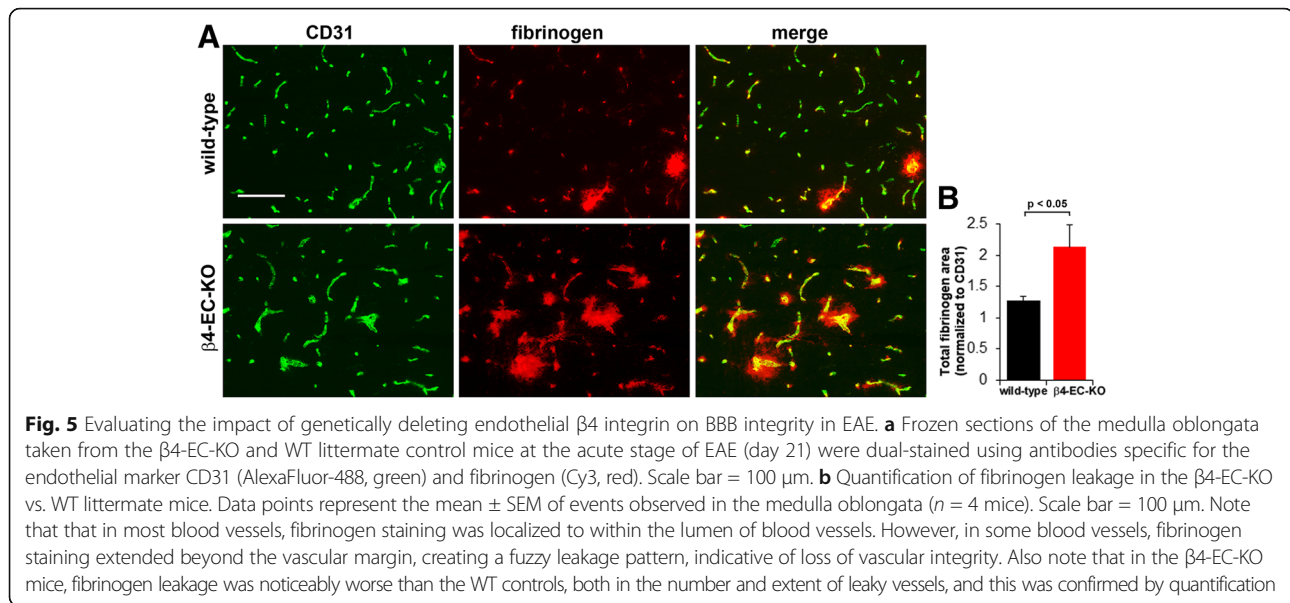 A
CD31
fibrinogen
merge
wild-type
β4-EC-KO
B
p < 0.05
Total fibrinogen area
(normalized to CD31)
2.5
2
1.5
1
0.5
0
wild-type β4-EC-KO
Fig. 5 Evaluating the impact of genetically deleting endothelial β4 integrin on BBB integrity in EAE. a Frozen sections of the medulla oblongata
taken from the β4-EC-KO and WT littermate control mice at the acute stage of EAE (day 21) were dual-stained using antibodies specific for the
endothelial marker CD31 (AlexaFluor-488, green) and fibrinogen (Cy3, red). Scale bar = 100 μm. b Quantification of fibrinogen leakage in the β4-EC-KO
vs. WT littermate mice. Data points represent the mean ± SEM of events observed in the medulla oblongata (n = 4 mice). Scale bar = 100 μm. Note
that that in most blood vessels, fibrinogen staining was localized to within the lumen of blood vessels. However, in some blood vessels, fibrinogen
staining extended beyond the vascular margin, creating a fuzzy leakage pattern, indicative of loss of vascular integrity. Also note that in the β4-EC-KO
mice, fibrinogen leakage was noticeably worse than the WT controls, both in the number and extent of leaky vessels, and this was confirmed by quantification